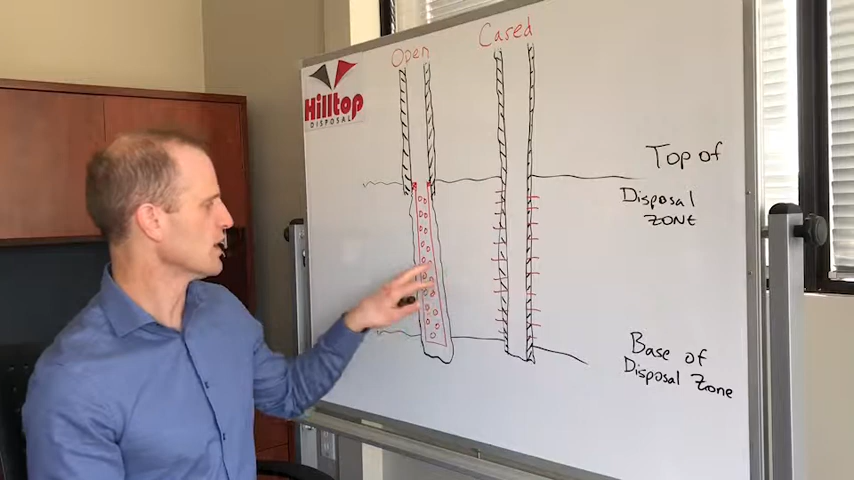 Open
Cased
Hilltop
DISPOSAL
Top of
Disposal
ZONE
Base of
Disposal Zone